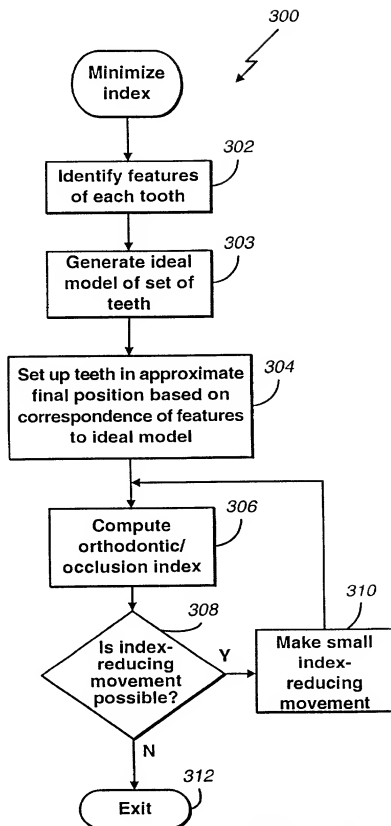 300
Minimize
index
302
Identify features
of each tooth
303
Generate ideal
model of set of
teeth
304
Set up teeth in approximate
final position based on
correspondence of features
to ideal model
306
Compute
orthodontic/
occlusion index
308
Is index-
reducing
movement
possible?
Y
310
Make small
index-
reducing
movement
N
312
Exit